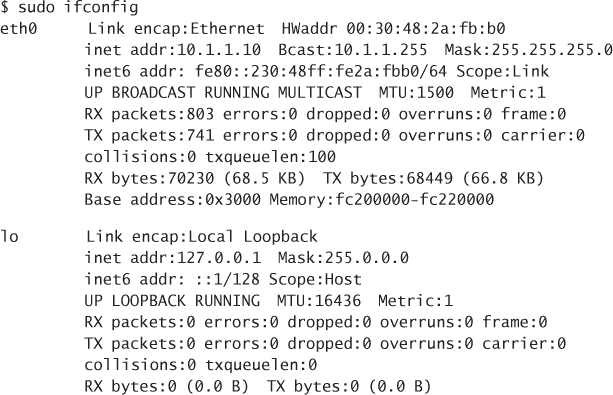 $ sudo ifconfig
eth0 Link encap:Ethernet HWaddr 00:30:48:2a:fb:b0
inet addr:10.1.1.10 Bcast:10.1.1.255 Mask:255.255.255.0
inet6 addr: fe80::230:48ff:fe2a:fbb0/64 Scope:Link
UP BROADCAST RUNNING MULTICAST MTU:1500 Metric:1
RX packets:803 errors:0 dropped:0 overruns:0 frame:0
TX packets:741 errors:0 dropped:0 overruns:0 carrier:0
collisions:0 txqueuelen:100
RX bytes:70230 (68.5 KB) TX bytes:68449 (66.8 KB)
Base address:0x3000 Memory:fc200000-fc220000
lo Link encap:Local Loopback
inet addr:127.0.0.1 Mask:255.0.0.0
inet6 addr: ::1/128 Scope:Host
UP LOOPBACK RUNNING MTU:16436 Metric:1
RX packets:0 errors:0 dropped:0 overruns:0 frame:0
TX packets:0 errors:0 dropped:0 overruns:0 carrier:0
collisions:0 txqueuelen:0
RX bytes:0 (0.0 B) TX bytes:0 (0.0 B)